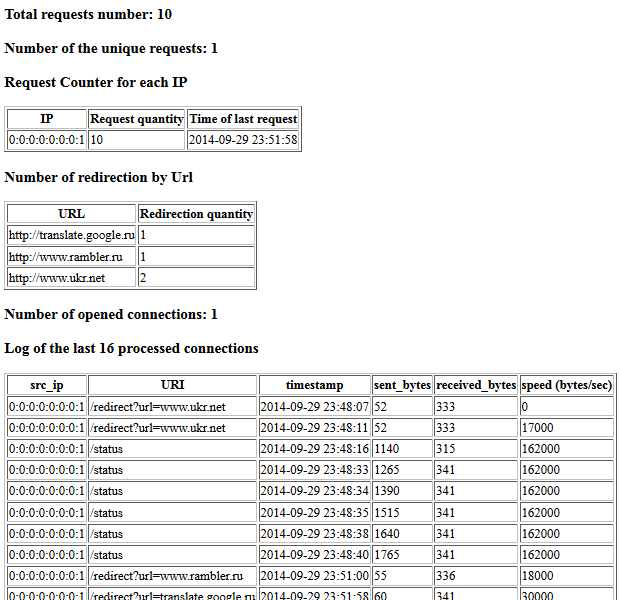 Total requests number: 10
Number of the unique requests: 1
Request Counter for each IP
IP Request quantity Time of last request
0:0:0:0:0:0:0:1 10 2014-09-29 23:51:58
Number of redirection by Url
URL Redirection quantity
http://translate.google.ru 1
http://www.rambler.ru 1
http://www.ukr.net 2
Number of opened connections: 1
Log of the last 16 processed connections
src_ip URI timestamp sent_bytes received_bytes speed (bytes/sec)
0:0:0:0:0:0:0:1 /redirect?url=www.ukr.net 2014-09-29 23:48:07 52 333 0
0:0:0:0:0:0:0:1 /redirect?url=www.ukr.net 2014-09-29 23:48:11 52 333 17000
0:0:0:0:0:0:0:1 /status 2014-09-29 23:48:16 1140 315 162000
0:0:0:0:0:0:0:1 /status 2014-09-29 23:48:33 1265 341 162000
0:0:0:0:0:0:0:1 /status 2014-09-29 23:48:34 1390 341 162000
0:0:0:0:0:0:0:1 /status 2014-09-29 23:48:35 1515 341 162000
0:0:0:0:0:0:0:1 /status 2014-09-29 23:48:38 1640 341 162000
0:0:0:0:0:0:0:1 /status 2014-09-29 23:48:40 1765 341 162000
0:0:0:0:0:0:0:1 /redirect?url=www.rambler.ru 2014-09-29 23:51:00 55 336 18000
0:0:0:0:0:0:0:1 /redirect?url=translate.google.ru 2014-09-29 23:51:58 60 341 30000